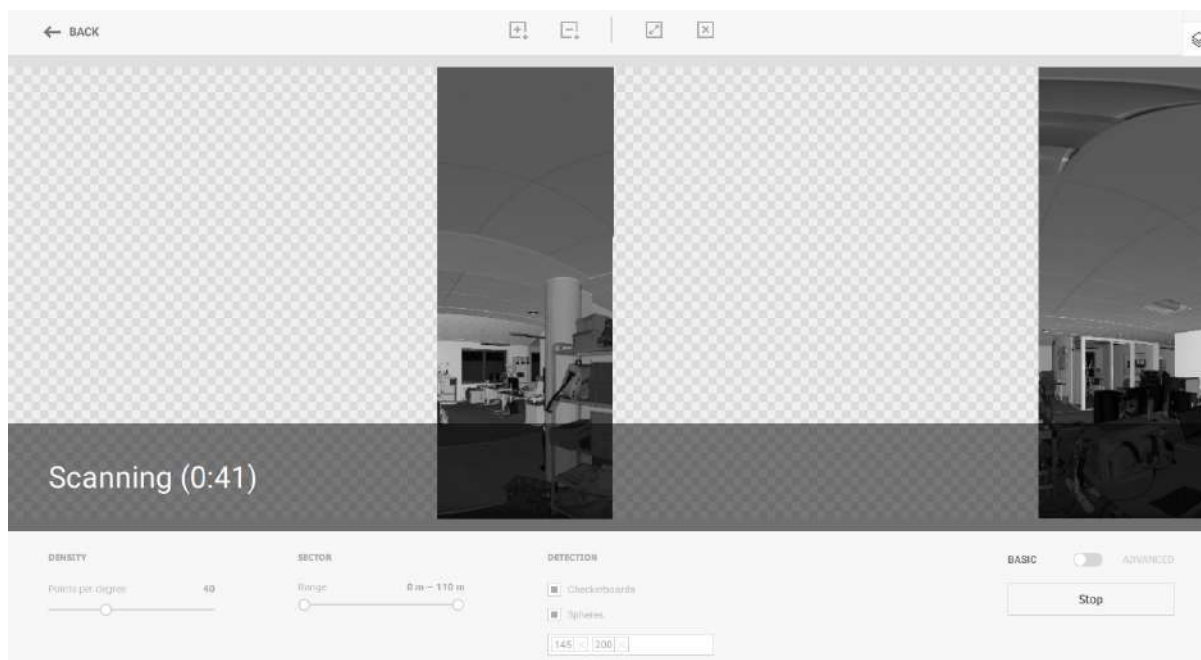 BACK
Scanning (0:41)
DENSITY
Points per degree 40
SECTOR
Range 0 m — 110 m
DETECTION
Checkerboards
Spheres
145 200
BASIC ADVANCED
Stop